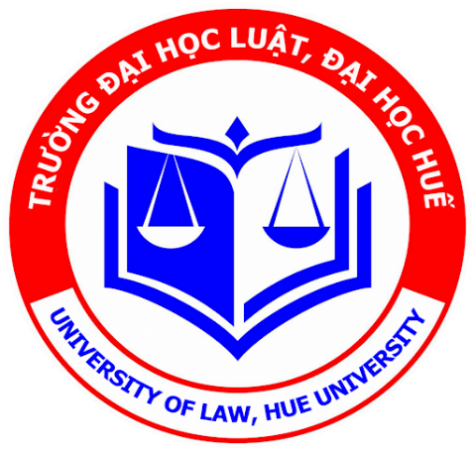 TRƯỜNG ĐẠI HỌC LUẬT, ĐẠI HỌC HUẾ
UNIVERSITY OF LAW, HUE UNIVERSITY